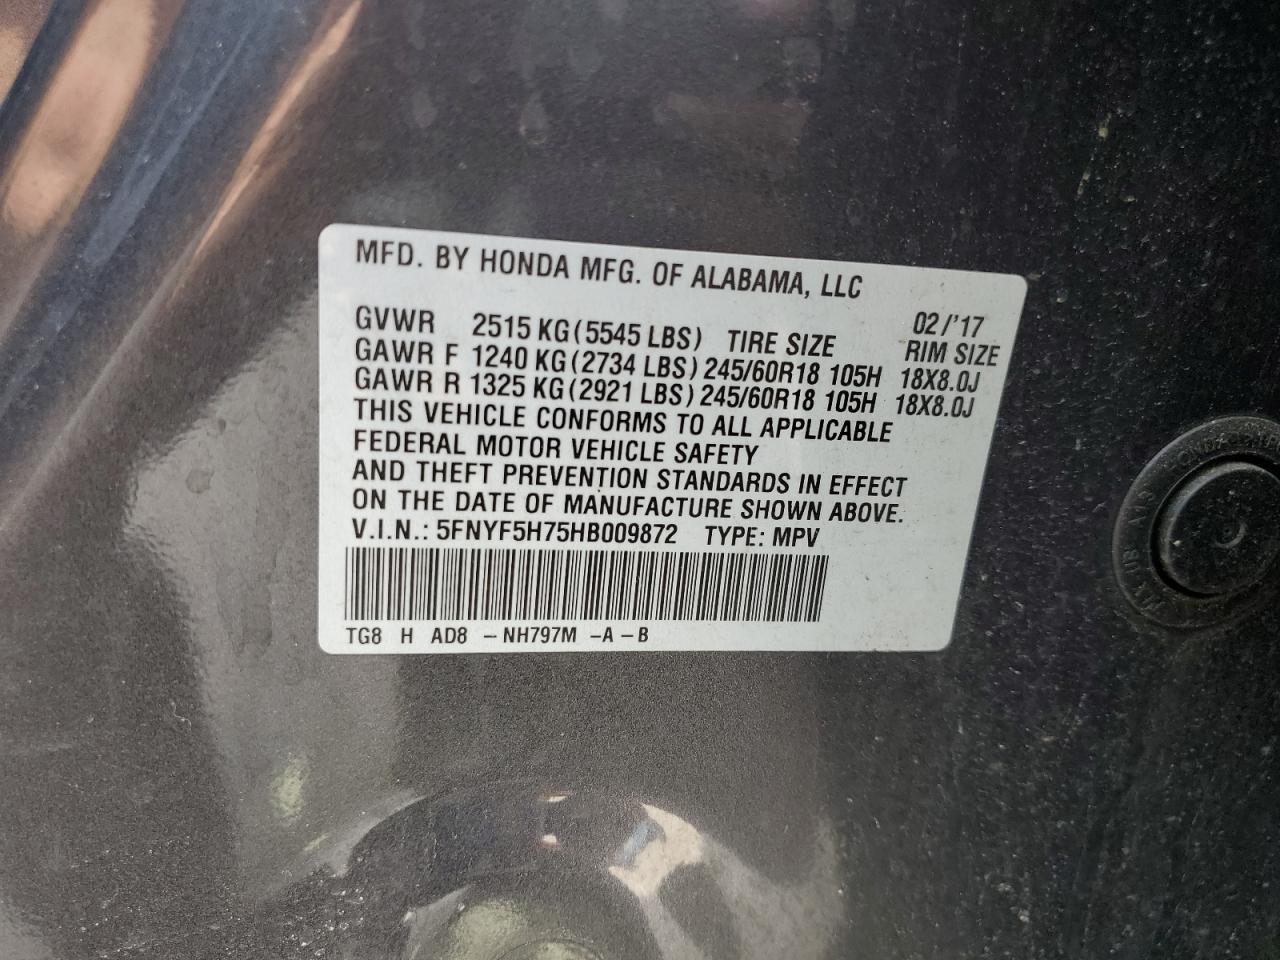 MFD. BY HONDA MFG. OF ALABAMA, LLC
02/'17
GVWR 2515 KG (5545 LBS) TIRE SIZE RIM SIZE
GAWR F 1240 KG (2734 LBS) 245/60R18 105H 18X8.0J
GAWR R 1325 KG (2921 LBS) 245/60R18 105H 18X8.0J
THIS VEHICLE CONFORMS TO ALL APPLICABLE
FEDERAL MOTOR VEHICLE SAFETY
AND THEFT PREVENTION STANDARDS IN EFFECT
ON THE DATE OF MANUFACTURE SHOWN ABOVE.
V.I.N.: 5FNYF5H75HB009872 TYPE: MPV
TG8 H AD8 - NH797M - A - B